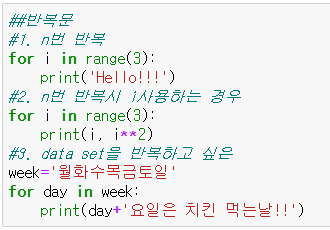 ##반복문
#1. n번 반복
for i in range(3):
    print('Hello!!!')
#2. n번 반복시 i사용하는 경우
for i in range(3):
    print(i, i**2)
#3. data set을 반복하고 싶은
week='월화수목금토일'
for day in week:
    print(day+'요일은 치킨 먹는날!!')